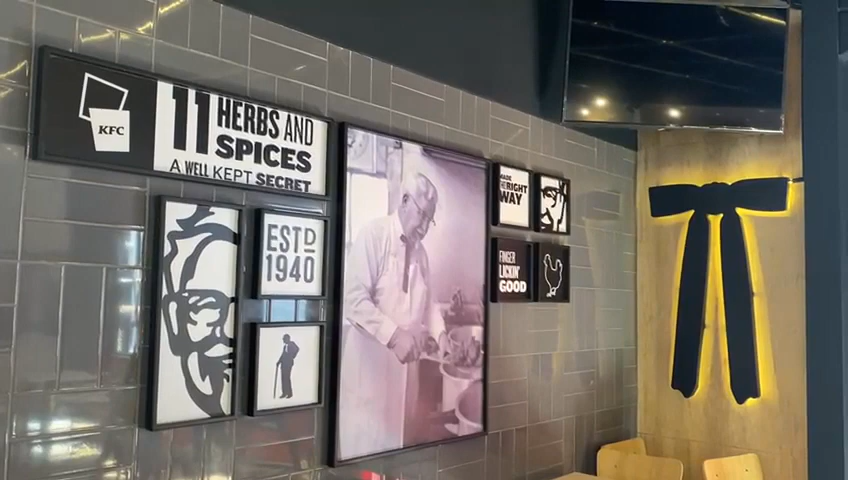 KFC
11 HERBS AND
SPICES
A WELL KEPT SECRET
ESTD
1940
MADE
THE RIGHT
WAY
FINGER
LICKIN'
GOOD